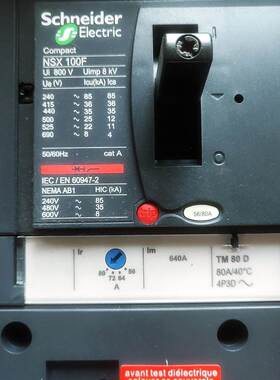 Schneider
Electric
Compact
NSX 100F
Ui 800 V Uimp 8 kV
Ue (V) Icu(kA) Ics
240 ~ 85 85
415 ~ 36 36
440 ~ 35 35
500 ~ 25 12
525 ~ 22 11
690 ~ 8 4
50/60Hz cat A
IEC / EN 60947-2
NEMA AB1 HIC (kA)
240V ~ 85
480V ~ 35
600V ~ 8
Ir
Im
640A
TM 80 D
80A/40°C
4P3D
72 64
A
avant test diélectrique